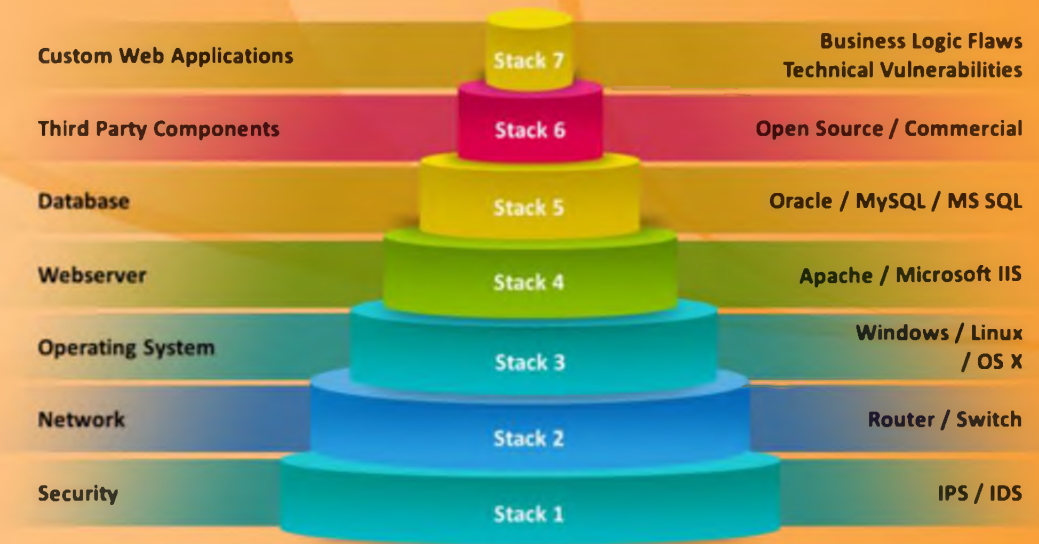 Custom Web Applications
Stack 7
Business Logic Flaws
Technical Vulnerabilities
Third Party Components
Stack 6
Open Source / Commercial
Database
Stack 5
Oracle / MySQL / MS SQL
Webserver
Stack 4
Apache / Microsoft IIS
Operating System
Stack 3
Windows / Linux
/ OS X
Network
Stack 2
Router / Switch
Security
Stack 1
IPS / IDS